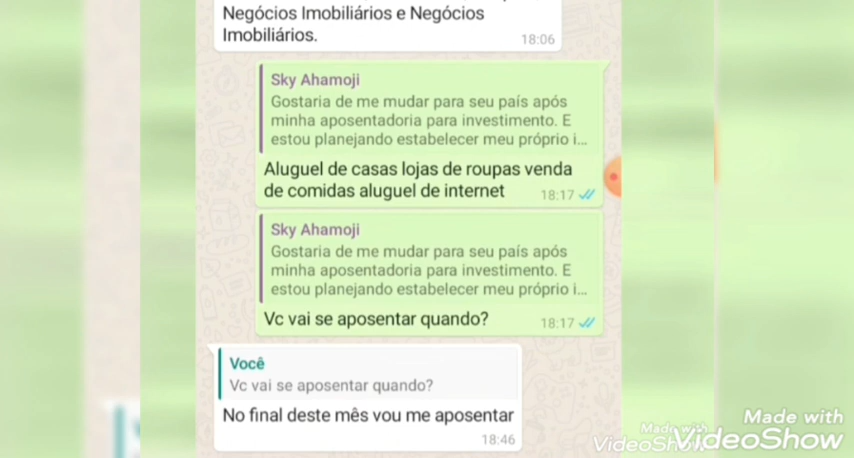 Negócios Imobiliários e Negócios
Imobiliários.
18:06
Sky Ahamoji
Gostaria de me mudar para seu país após
minha aposentadoria para investimento. E
estou planejando estabelecer meu próprio i...
Aluguel de casas lojas de roupas venda
de comidas aluguel de internet
18:17
Sky Ahamoji
Gostaria de me mudar para seu país após
minha aposentadoria para investimento. E
estou planejando estabelecer meu próprio i...
Vc vai se aposentar quando?
18:17
Você
Vc vai se aposentar quando?
No final deste mês vou me aposentar
18:46
Made with
VideoShow
Made with
VideoShow